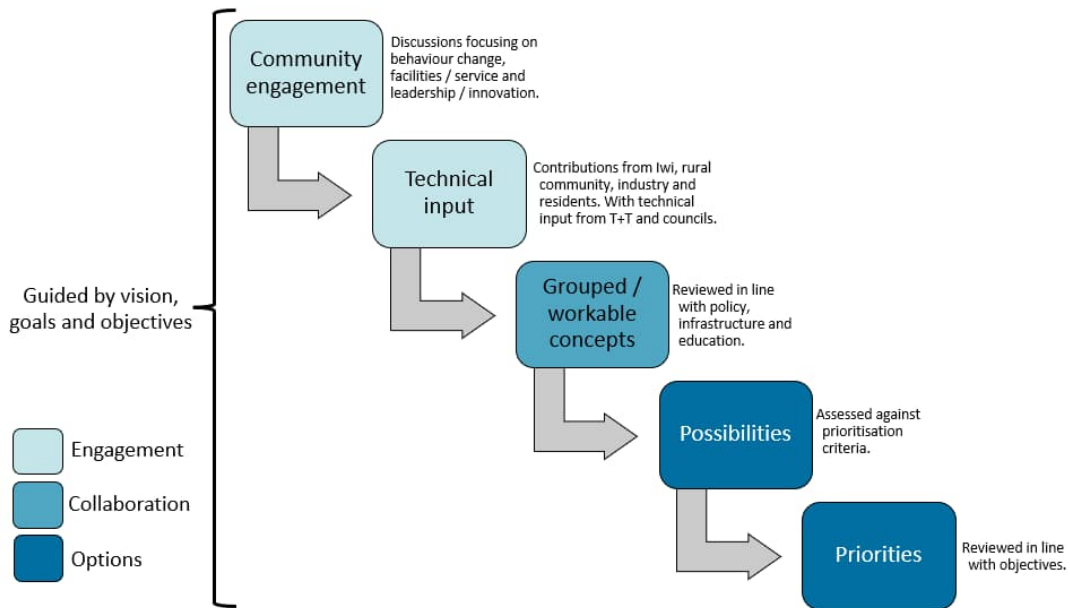 Community
engagement
Discussions focusing on
behaviour change,
facilities / service and
leadership / innovation.
Technical
input
Contributions from Iwi, rural
community, industry and
residents. With technical
input from T+T and councils.
Grouped /
workable
concepts
Reviewed in line
with policy,
infrastructure and
education.
Guided by vision,
goals and objectives
Possibilities
Assessed against
prioritisation
criteria.
Priorities
Reviewed in line
with objectives.
Engagement
Collaboration
Options